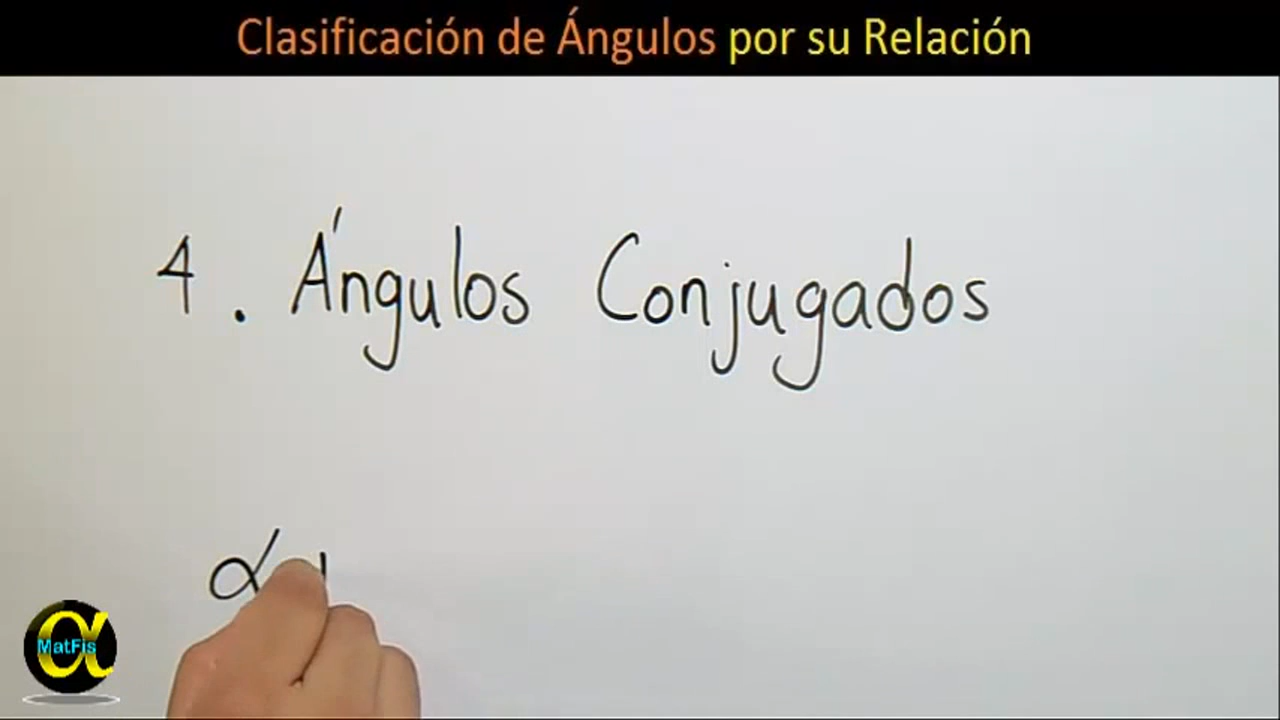 Clasificación de Ángulos por su Relación
4. Ángulos Conjugados
α
MatFis
α